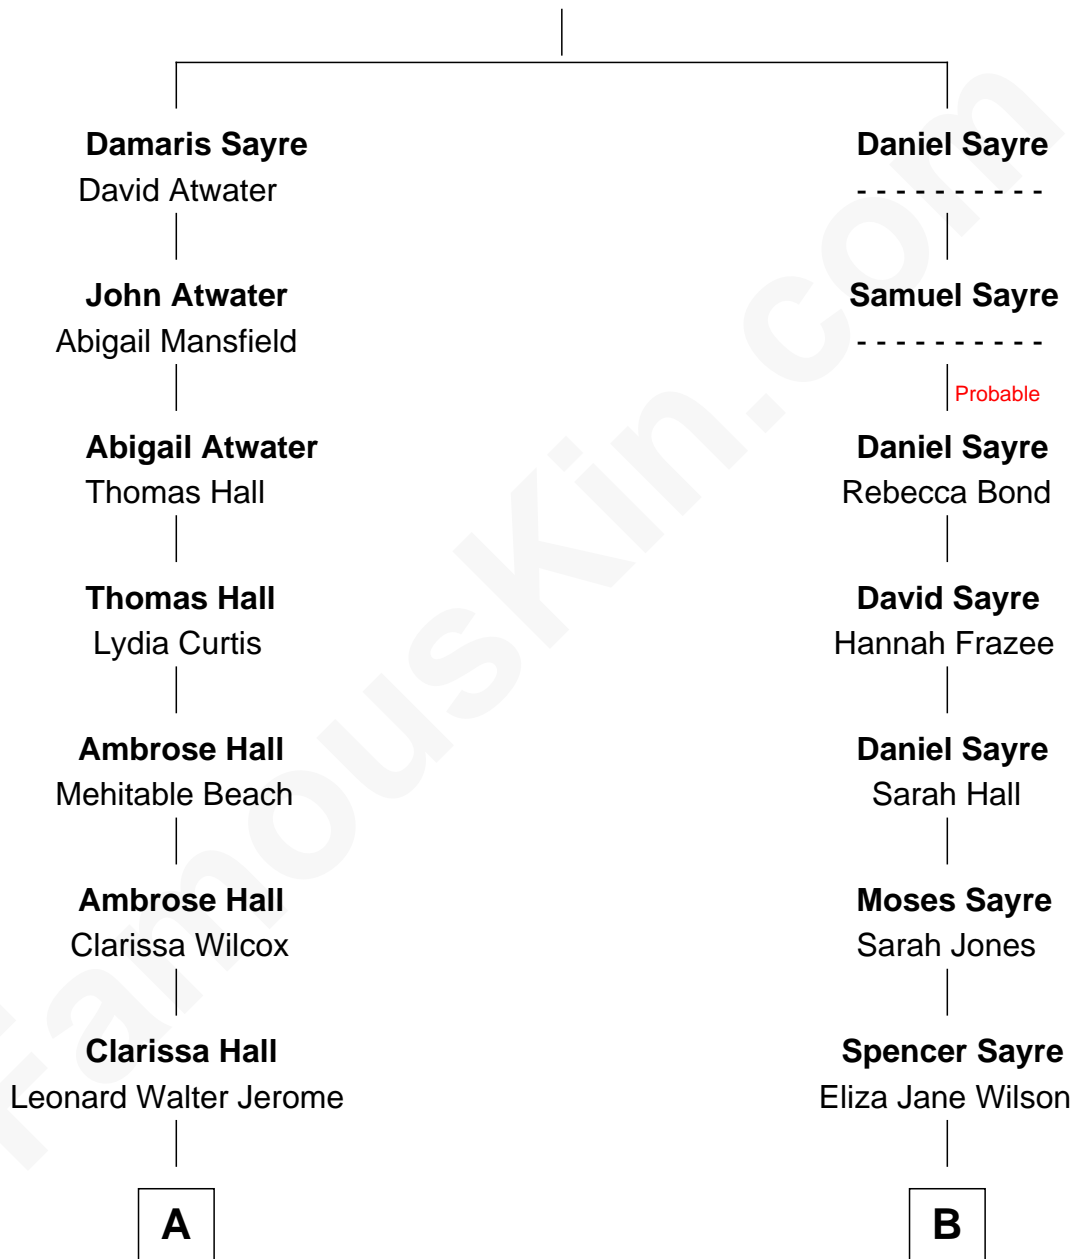 Damaris Sayre
David Atwater
John Atwater
Abigail Mansfield
Abigail Atwater
Thomas Hall
Thomas Hall
Lydia Curtis
Ambrose Hall
Mehitable Beach
Ambrose Hall
Clarissa Wilcox
Clarissa Hall
Leonard Walter Jerome
A
Daniel Sayre
- - - - - - - - - -
Samuel Sayre
- - - - - - - - - -
Probable
Daniel Sayre
Rebecca Bond
David Sayre
Hannah Frazee
Daniel Sayre
Sarah Hall
Moses Sayre
Sarah Jones
Spencer Sayre
Eliza Jane Wilson
B
FamousKin.com